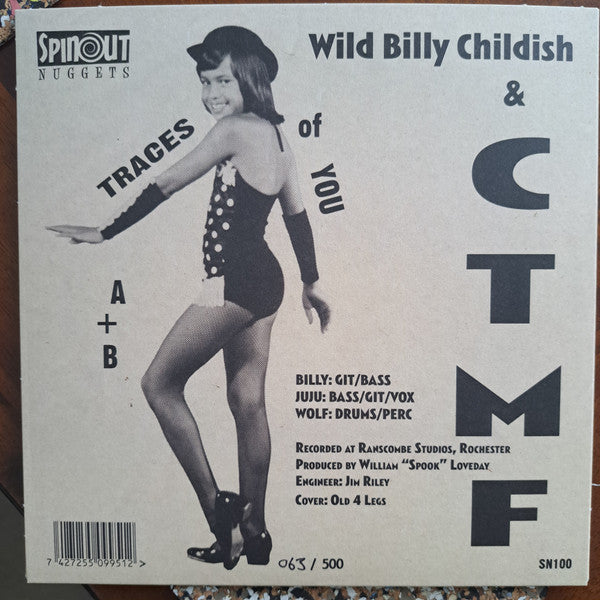 SPINOUT
NUGGETS
Wild Billy Childish
&
CTMF
TRACES
of
YOU
A
+
B
BILLY: GIT/BASS
JUJU: BASS/GIT/VOX
WOLF: DRUMS/PERC
RECORDED AT RANSCOMBE STUDIOS, ROCHESTER
PRODUCED BY WILLIAM "SPOOK" LOVEDAY
ENGINEER: JIM RILEY
COVER: OLD 4 LEGS
7 427255 099512 >
063 / 500
SN100